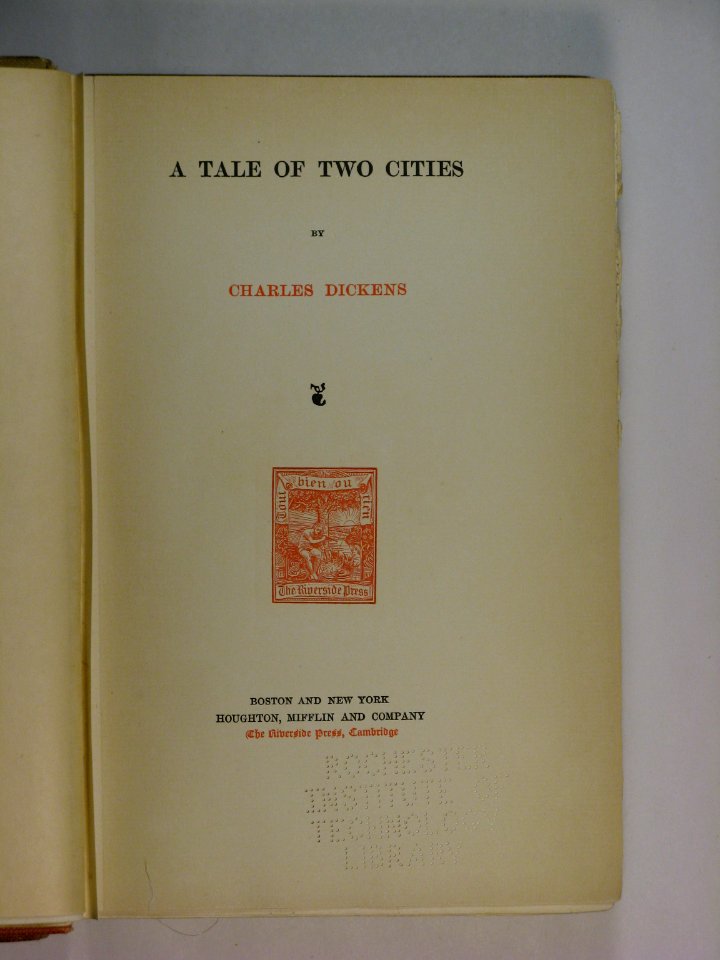 A TALE OF TWO CITIES
BY
CHARLES DICKENS
Tout bien ou rien
The Riverside Press
BOSTON AND NEW YORK
HOUGHTON, MIFFLIN AND COMPANY
The Riverside Press, Cambridge
ROCHESTER
INSTITUTE OF
TECHNOLOGY
LIBRARY